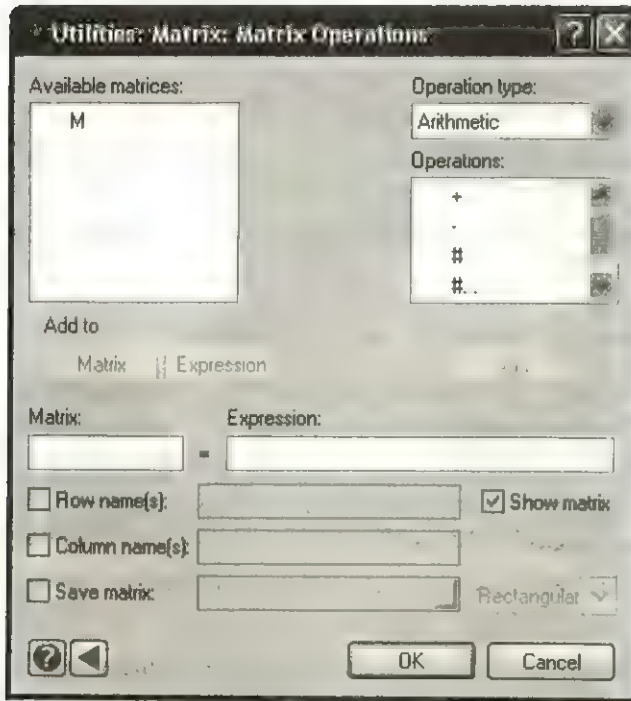 Utilities: Matrix: Matrix Operations
Available matrices:
M
Operation type:
Arithmetic
Operations:
+
-
#
#..
Add to
Matrix Expression
Matrix: Expression:
=
Row name(s): Show matrix
Column name(s):
Save matrix: Rectangular
OK Cancel